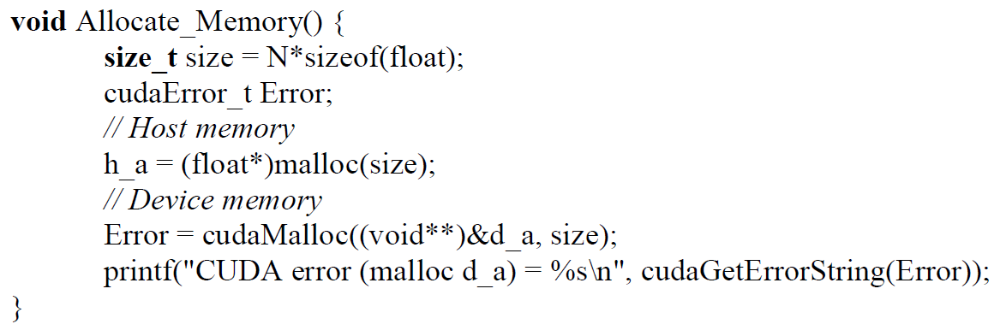 void Allocate_Memory() {
size_t size = N*sizeof(float);
cudaError_t Error;
// Host memory
h_a = (float*)malloc(size);
// Device memory
Error = cudaMalloc((void**)&d_a, size);
printf("CUDA error (malloc d_a) = %s\n", cudaGetErrorString(Error));
}